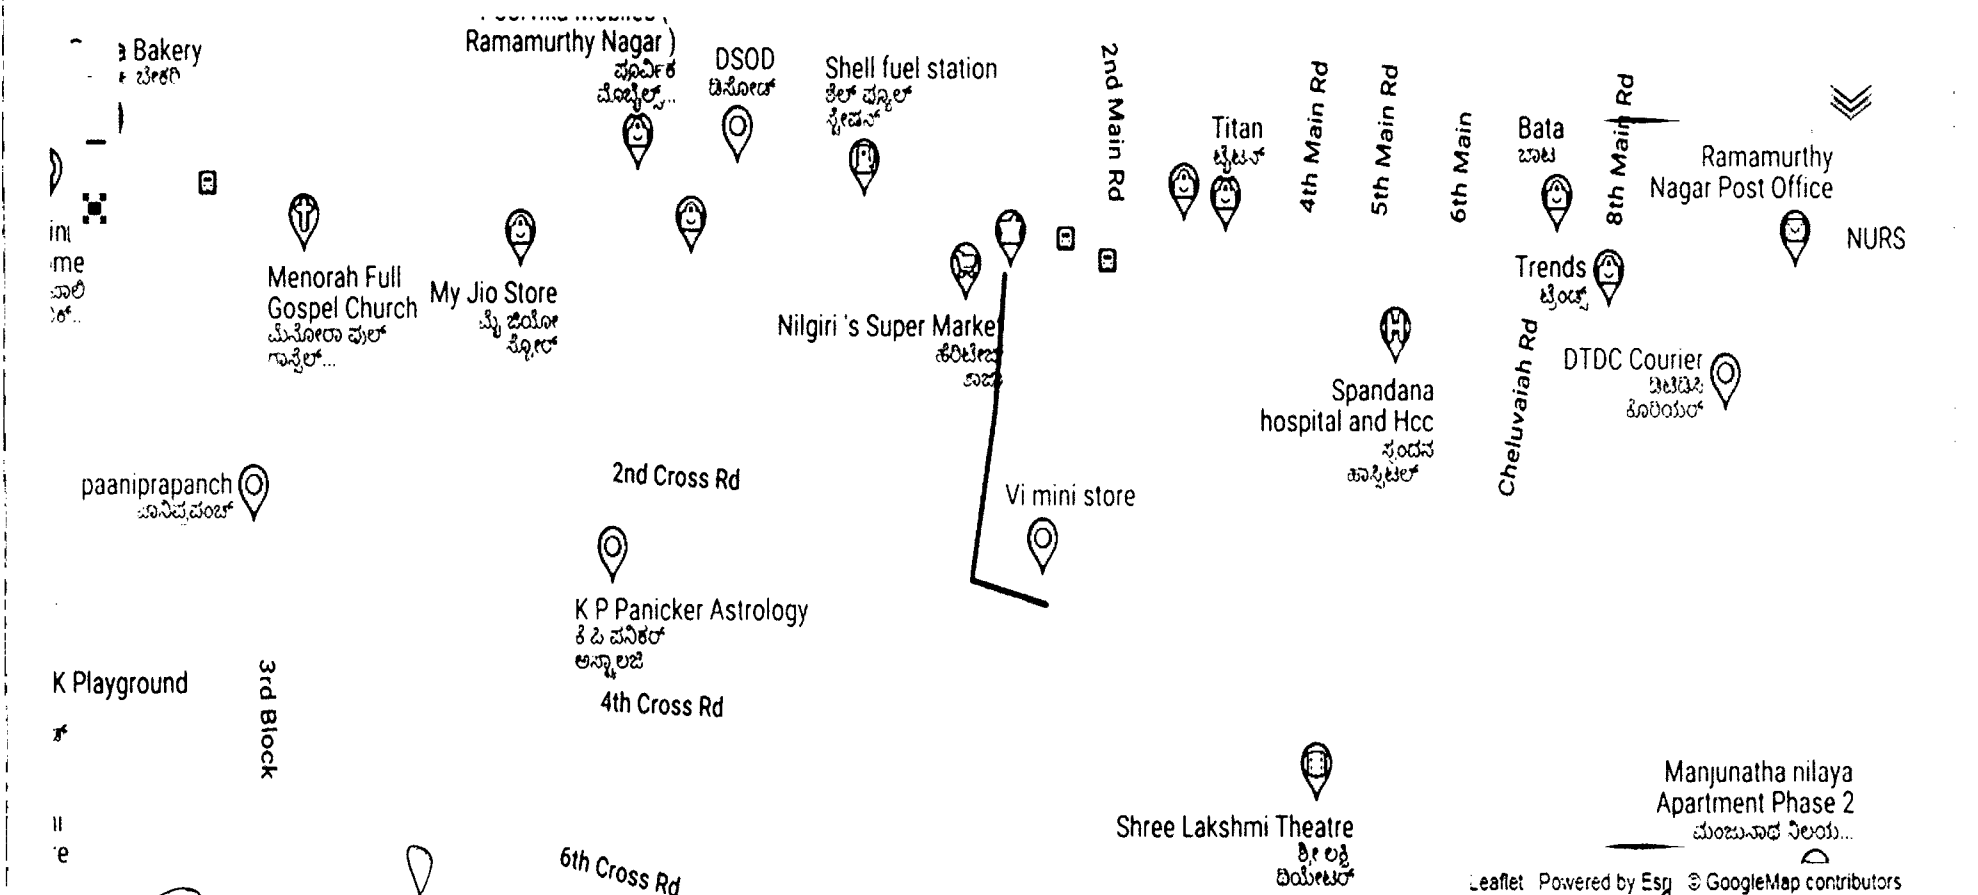 Bakery
ಬೇಕರಿ
Ramamurthy Nagar )
ಪೂರ್ವಿಕ
ಮೊಬೈಲ್ಸ್...
DSOD
ಡಿಸೋಡ್
Shell fuel station
ಶೆಲ್ ಫ್ಯೂಲ್
ಸ್ಟೇಷನ್
2nd Main Rd
Titan
ಟೈಟನ್
4th Main Rd
5th Main Rd
6th Main
Bata
ಬಾಟ
8th Main Rd
Ramamurthy
Nagar Post Office
NURS
Menorah Full
Gospel Church
ಮೆನೋರಾ ಫುಲ್
ಗಾಸ್ಪೆಲ್...
My Jio Store
ಮೈ ಜಿಯೋ
ಸ್ಟೋರ್
Nilgiri 's Super Market
ಹೆರಿಟೇಜ್
Trends
ಟ್ರೆಂಡ್ಸ್
Cheluvaiah Rd
DTDC Courier
ಡಿಟಿಡಿಸಿ
ಕೊರಿಯರ್
Spandana
hospital and Hcc
ಸ್ಪಂದನ
ಹಾಸ್ಪಿಟಲ್
paaniprapanch
ಪಾನಿಪ್ರಪಂಚ್
2nd Cross Rd
Vi mini store
K P Panicker Astrology
ಕೆ ಪಿ ಪನಿಕರ್
ಅಸ್ಟ್ರಾಲಜಿ
K Playground
3rd Block
4th Cross Rd
6th Cross Rd
Shree Lakshmi Theatre
ಶ್ರೀ ಲಕ್ಷ್ಮಿ
ಥಿಯೇಟರ್
Manjunatha nilaya
Apartment Phase 2
ಮಂಜುನಾಥ ನಿಲಯ...
Leaflet Powered by Esri © GoogleMap contributors